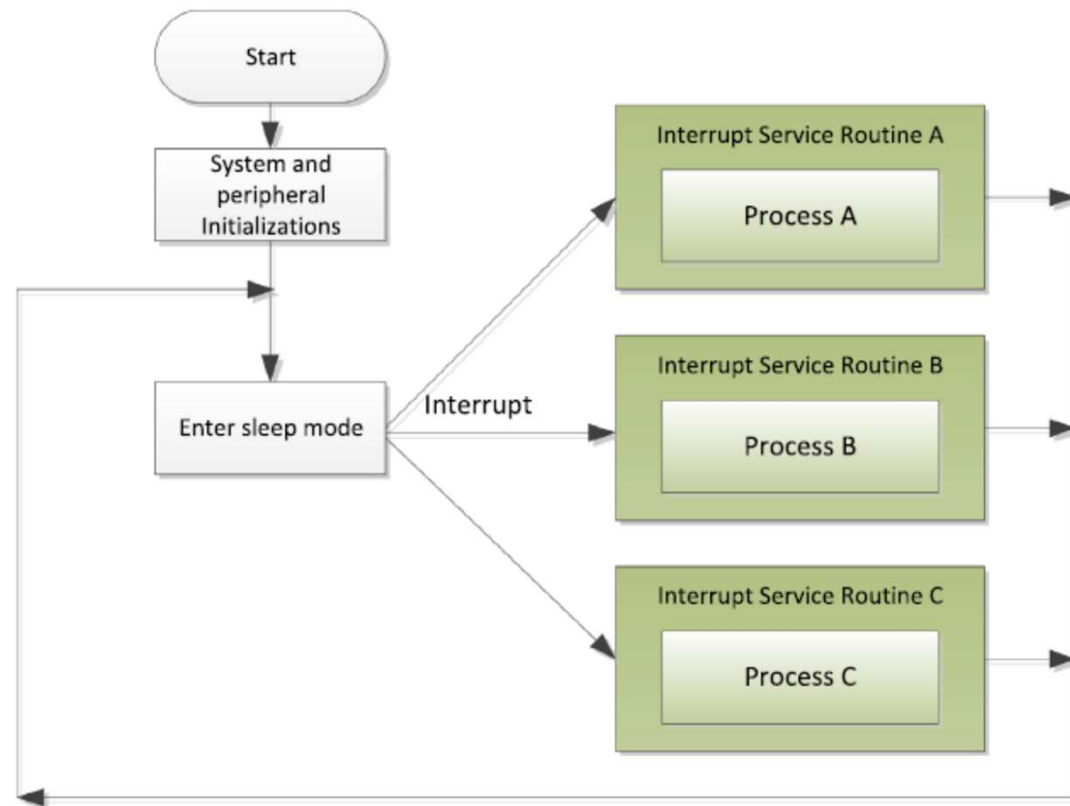 Start
System and
peripheral
Initializations
Enter sleep mode
Interrupt
Interrupt Service Routine A
Process A
Interrupt Service Routine B
Process B
Interrupt Service Routine C
Process C